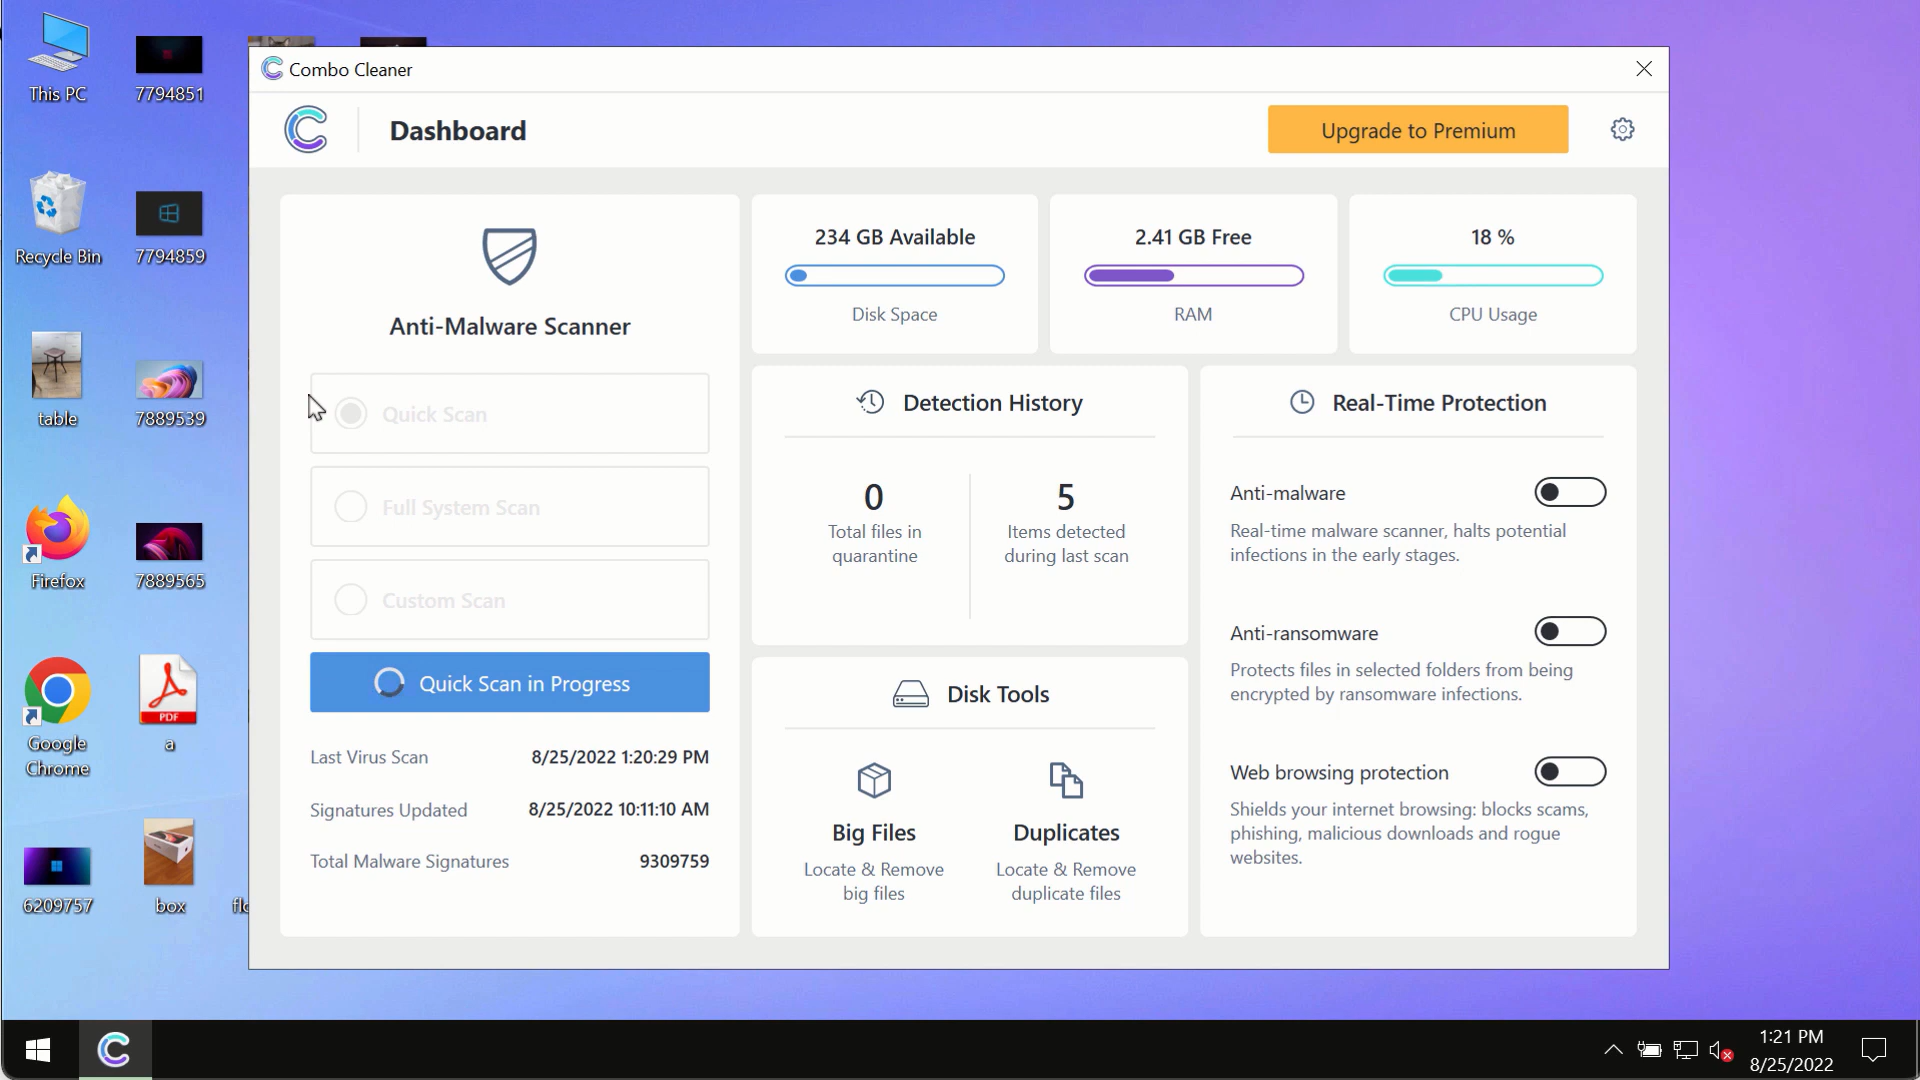 This PC
7794851
Recycle Bin
7794859
table
7889539
Firefox
7889565
Google
Chrome
PDF
a
6209757
box
Combo Cleaner
Dashboard
Upgrade to Premium
Anti-Malware Scanner
Quick Scan
Full System Scan
Custom Scan
Quick Scan in Progress
Last Virus Scan 8/25/2022 1:20:29 PM
Signatures Updated 8/25/2022 10:11:10 AM
Total Malware Signatures 9309759
234 GB Available
Disk Space
2.41 GB Free
RAM
18 %
CPU Usage
Detection History
0
Total files in
quarantine
5
Items detected
during last scan
Disk Tools
Big Files
Locate & Remove
big files
Duplicates
Locate & Remove
duplicate files
Real-Time Protection
Anti-malware
Real-time malware scanner, halts potential
infections in the early stages.
Anti-ransomware
Protects files in selected folders from being
encrypted by ransomware infections.
Web browsing protection
Shields your internet browsing: blocks scams,
phishing, malicious downloads and rogue
websites.
1:21 PM
8/25/2022